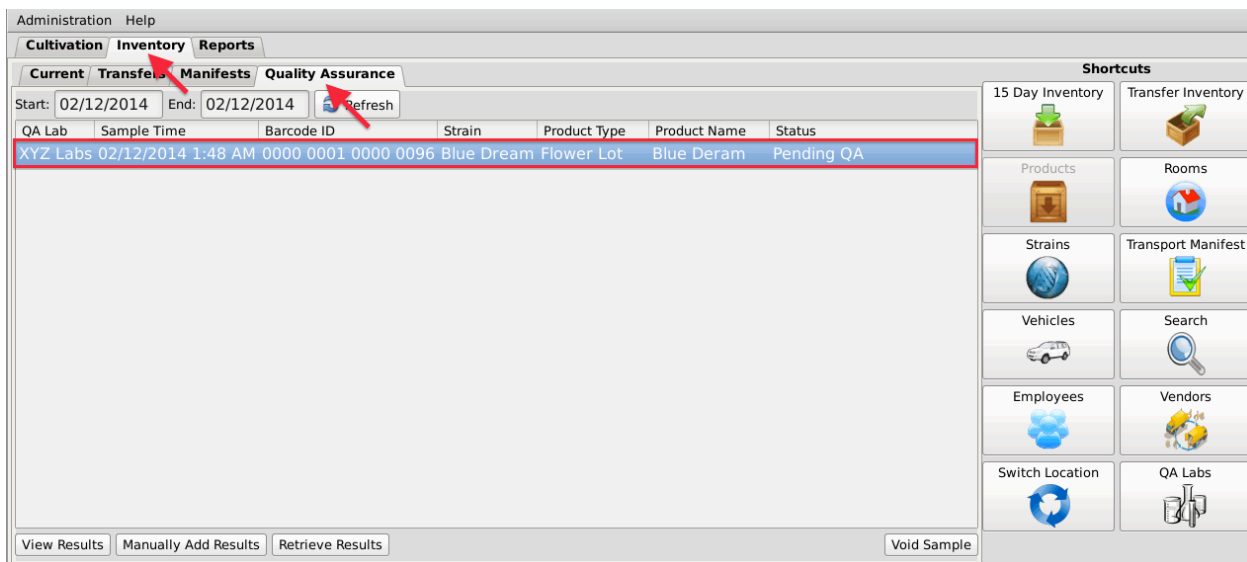 Administration Help
Cultivation Inventory Reports
Current Transfers Manifests Quality Assurance
Start: 02/12/2014 End: 02/12/2014 Refresh
QA Lab Sample Time Barcode ID Strain Product Type Product Name Status
XYZ Labs 02/12/2014 1:48 AM 0000 0001 0000 0096 Blue Dream Flower Lot Blue Deram Pending QA
View Results Manually Add Results Retrieve Results Void Sample
Shortcuts
15 Day Inventory Transfer Inventory
Products Rooms
Strains Transport Manifest
Vehicles Search
Employees Vendors
Switch Location QA Labs